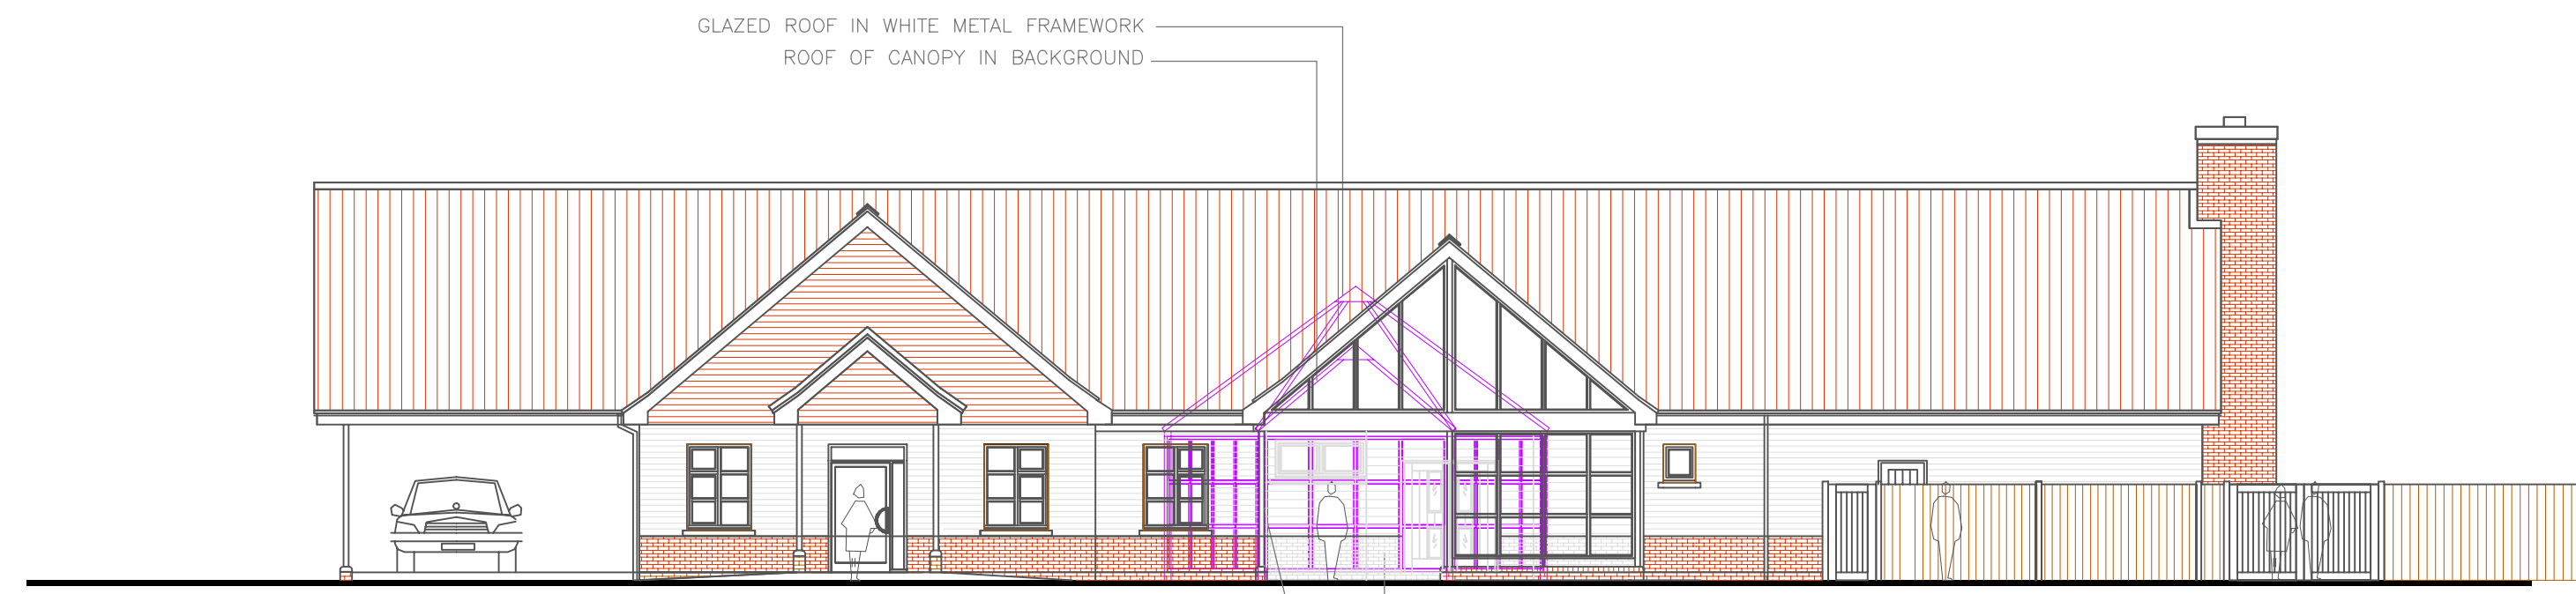 GLAZED ROOF IN WHITE METAL FRAMEWORK
ROOF OF CANOPY IN BACKGROUND